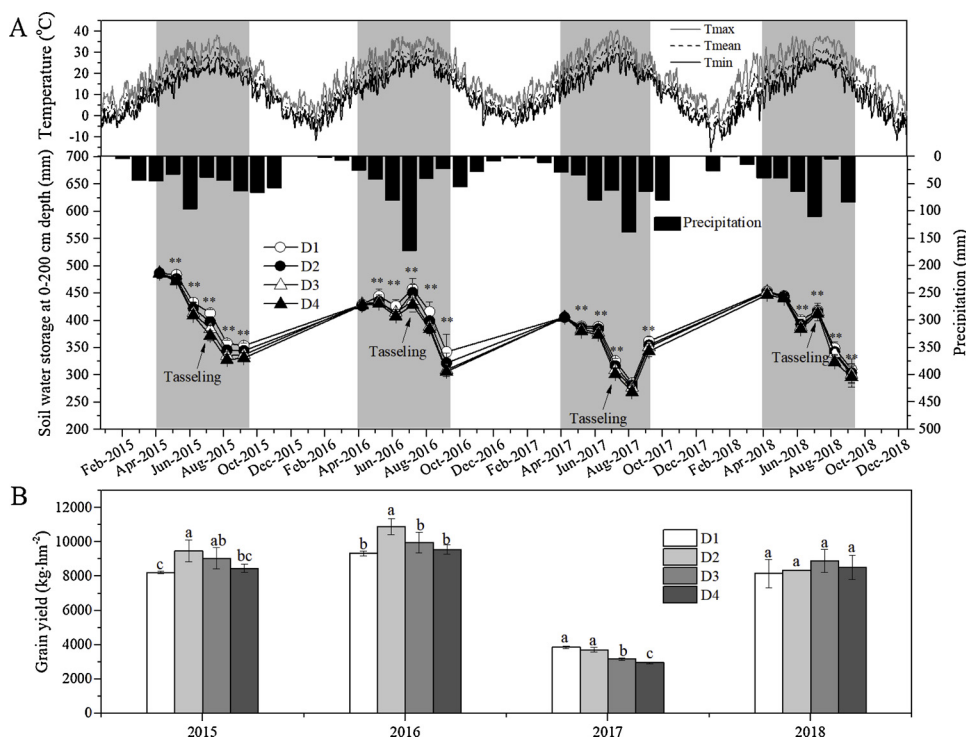 A
Temperature (°C)
40
30
20
10
0
-10
Tmax
Tmean
Tmin
Soil water storage at 0-200 cm depth (mm)
700
650
600
550
500
450
400
350
300
250
200
0
50
100
150
200
250
300
350
400
450
500
Precipitation (mm)
Precipitation
D1
D2
D3
D4
** ** ** ** **
** ** ** ** **
** ** ** **
** ** ** **
Tasseling
Tasseling
Tasseling
Tasseling
Feb-2015 Apr-2015 Jun-2015 Aug-2015 Oct-2015 Dec-2015 Feb-2016 Apr-2016 Jun-2016 Aug-2016 Oct-2016 Dec-2016 Feb-2017 Apr-2017 Jun-2017 Aug-2017 Oct-2017 Dec-2017 Feb-2018 Apr-2018 Jun-2018 Aug-2018 Oct-2018 Dec-2018
B
Grain yield (kg·hm⁻²)
12000
10000
8000
6000
4000
2000
0
c a ab bc
b a b b
a a b c
a a a a
D1
D2
D3
D4
2015 2016 2017 2018